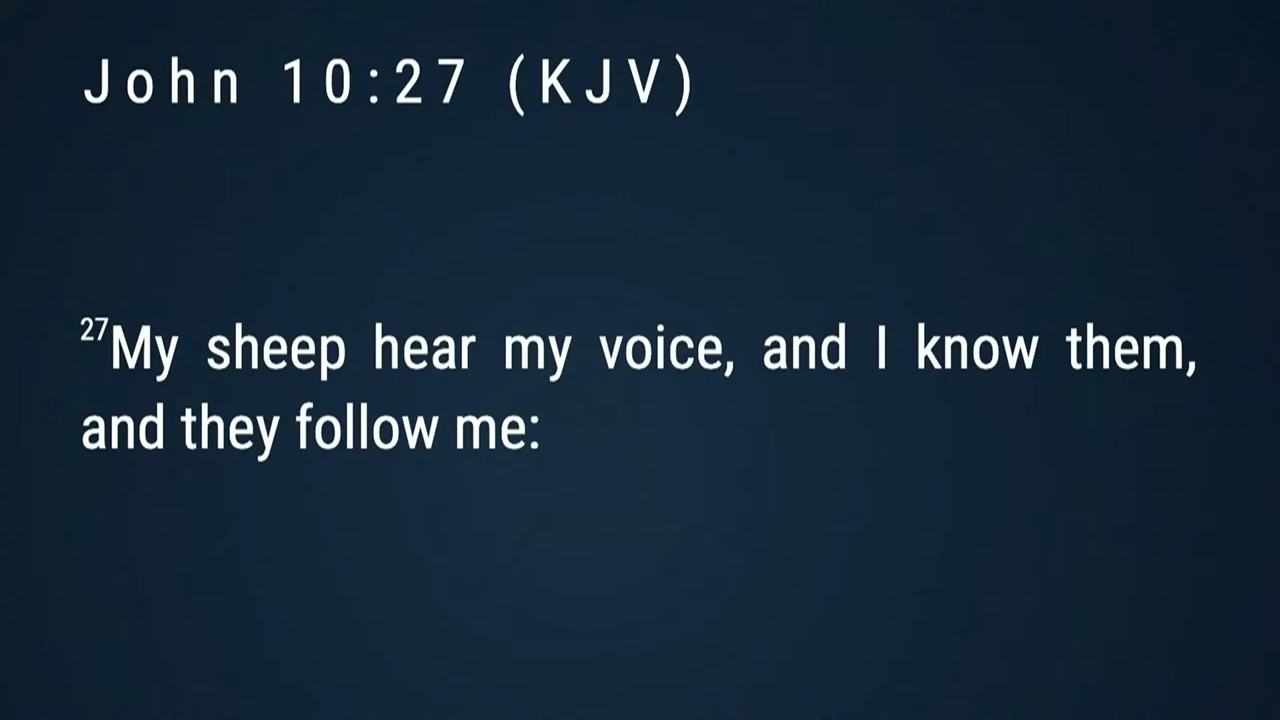 John 10:27 (KJV)
27My sheep hear my voice, and I know them,
and they follow me: